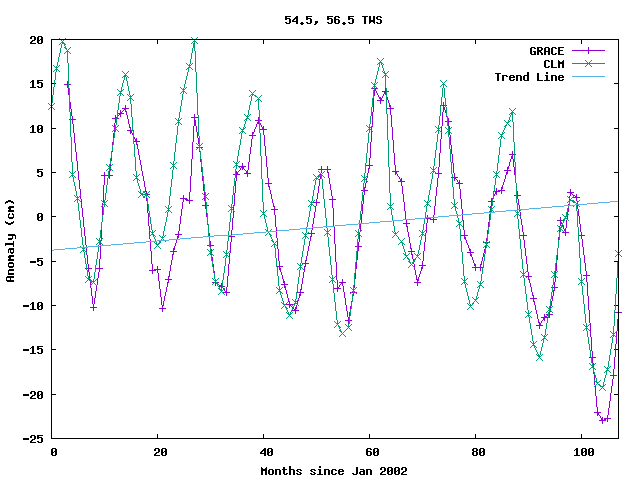 54.5, 56.5 TWS
GRACE
CLM
Trend Line
20
15
10
5
0
-5
-10
-15
-20
-25
Anomaly (cm)
0 20 40 60 80 100
Months since Jan 2002